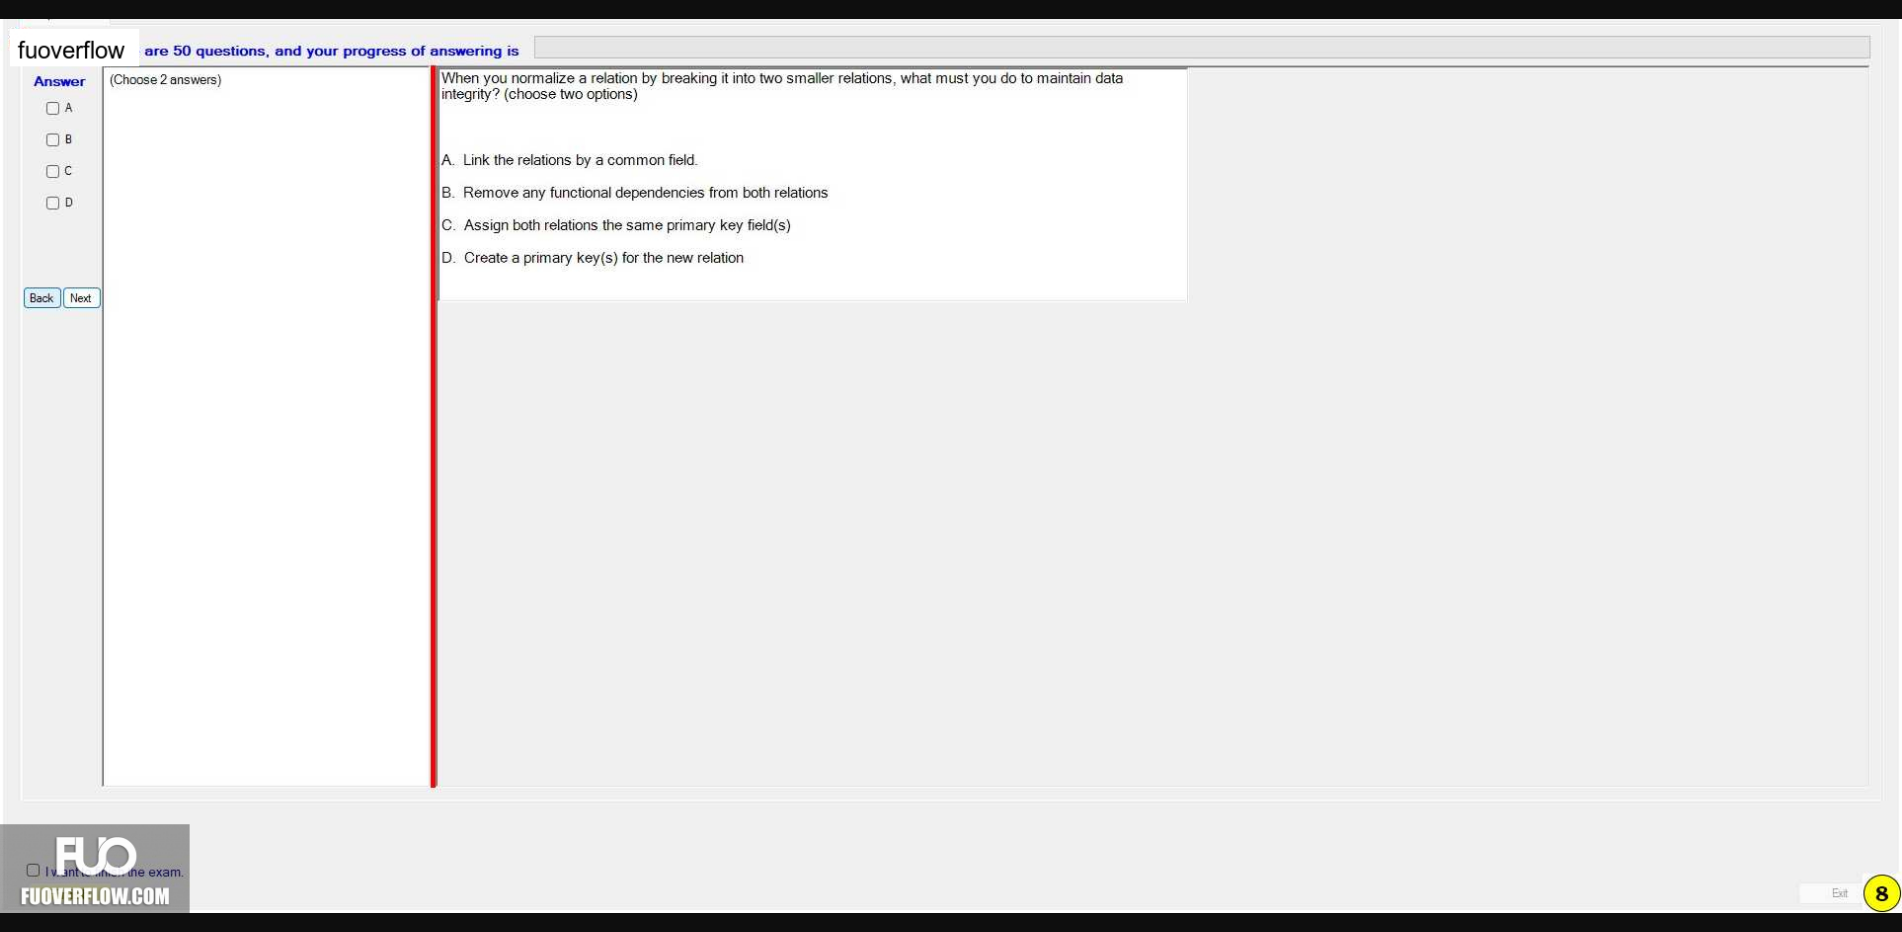 fuoverflow are 50 questions, and your progress of answering is
Answer
(Choose 2 answers)
A
B
C
D
Back Next
When you normalize a relation by breaking it into two smaller relations, what must you do to maintain data
integrity? (choose two options)
A. Link the relations by a common field.
B. Remove any functional dependencies from both relations
C. Assign both relations the same primary key field(s)
D. Create a primary key(s) for the new relation
FUO
I want to finish the exam.
FUOVERFLOW.COM
Exit
8